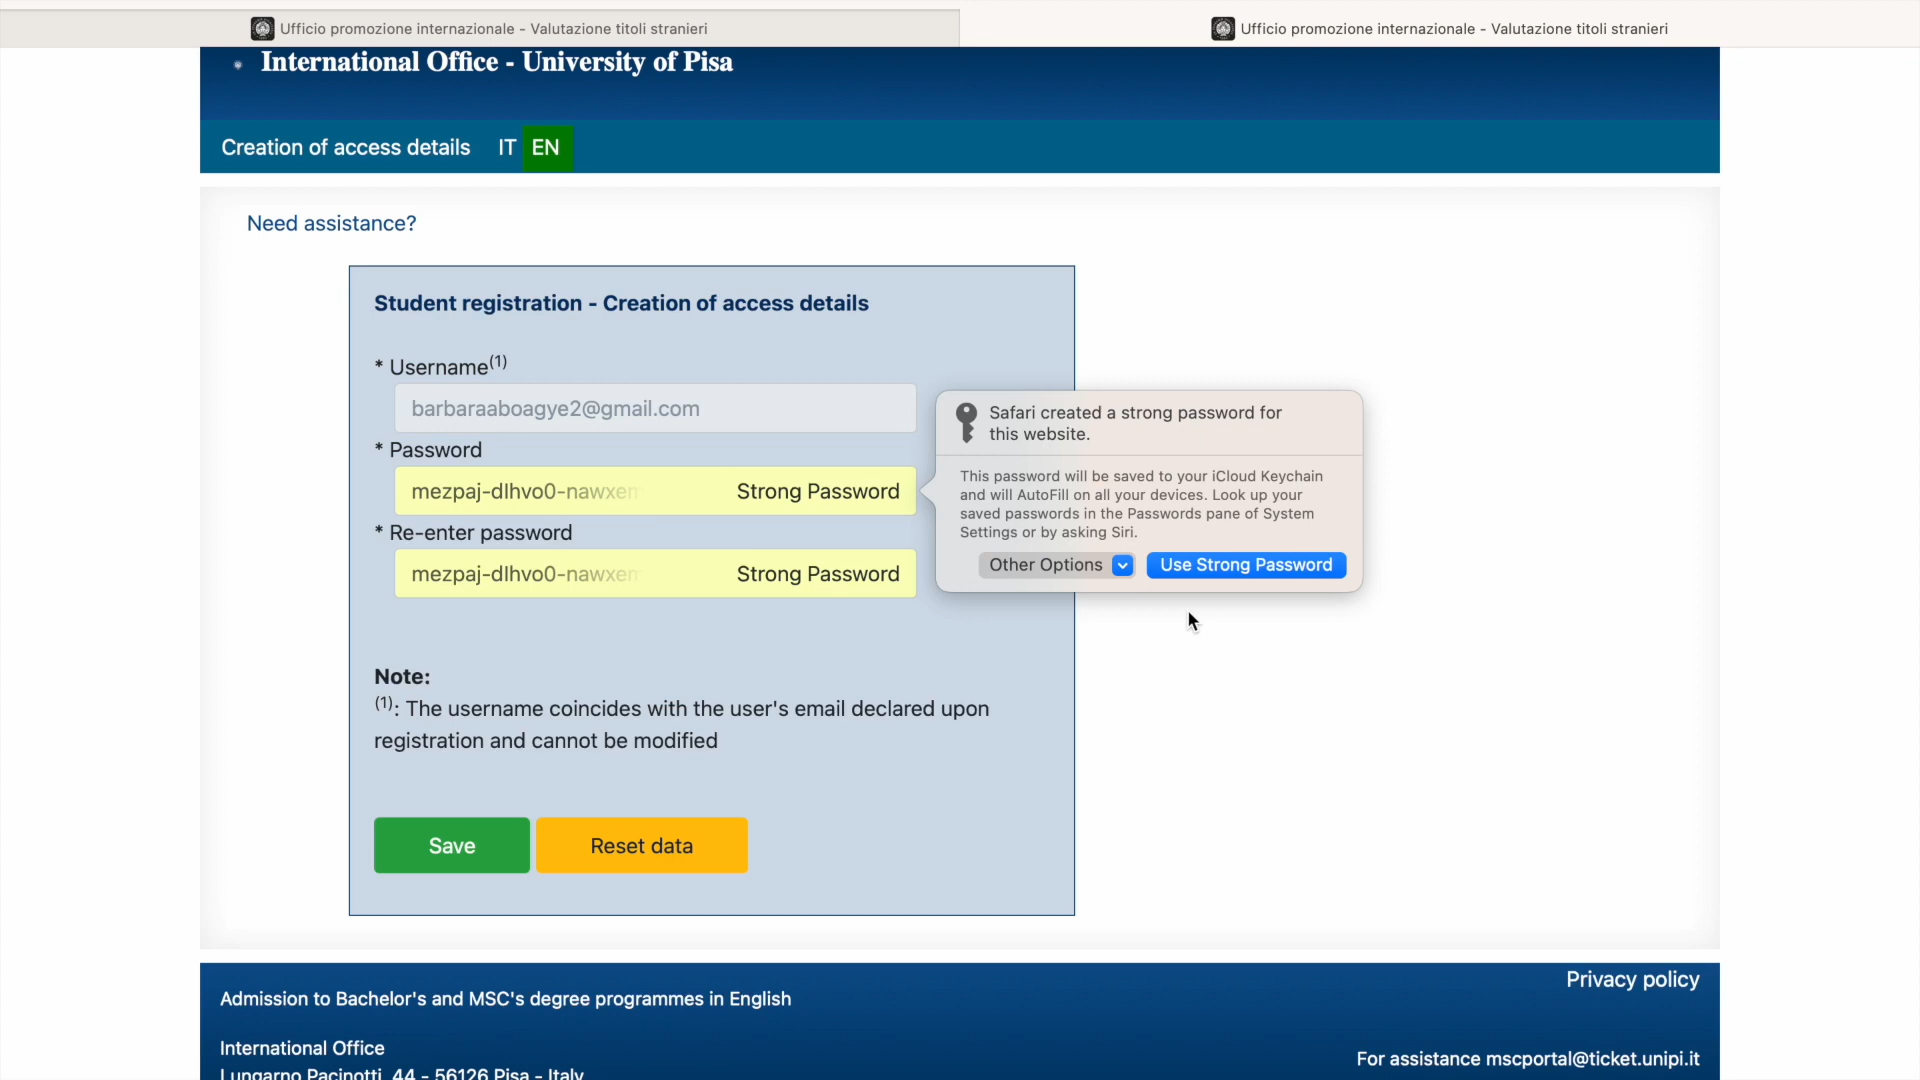 Ufficio promozione internazionale - Valutazione titoli stranieri
Ufficio promozione internazionale - Valutazione titoli stranieri
International Office - University of Pisa
Creation of access details IT EN
Need assistance?
Student registration - Creation of access details
* Username(1)
barbaraaboagye2@gmail.com
* Password
mezpaj-dIhvo0-nawxem Strong Password
* Re-enter password
mezpaj-dIhvo0-nawxem Strong Password
Safari created a strong password for
this website.
This password will be saved to your iCloud Keychain
and will AutoFill on all your devices. Look up your
saved passwords in the Passwords pane of System
Settings or by asking Siri.
Other Options
Use Strong Password
Note:
(1): The username coincides with the user's email declared upon
registration and cannot be modified
Save
Reset data
Privacy policy
Admission to Bachelor's and MSC's degree programmes in English
International Office
Lungarno Pacinotti, 44 - 56126 Pisa - Italy
For assistance mscportal@ticket.unipi.it